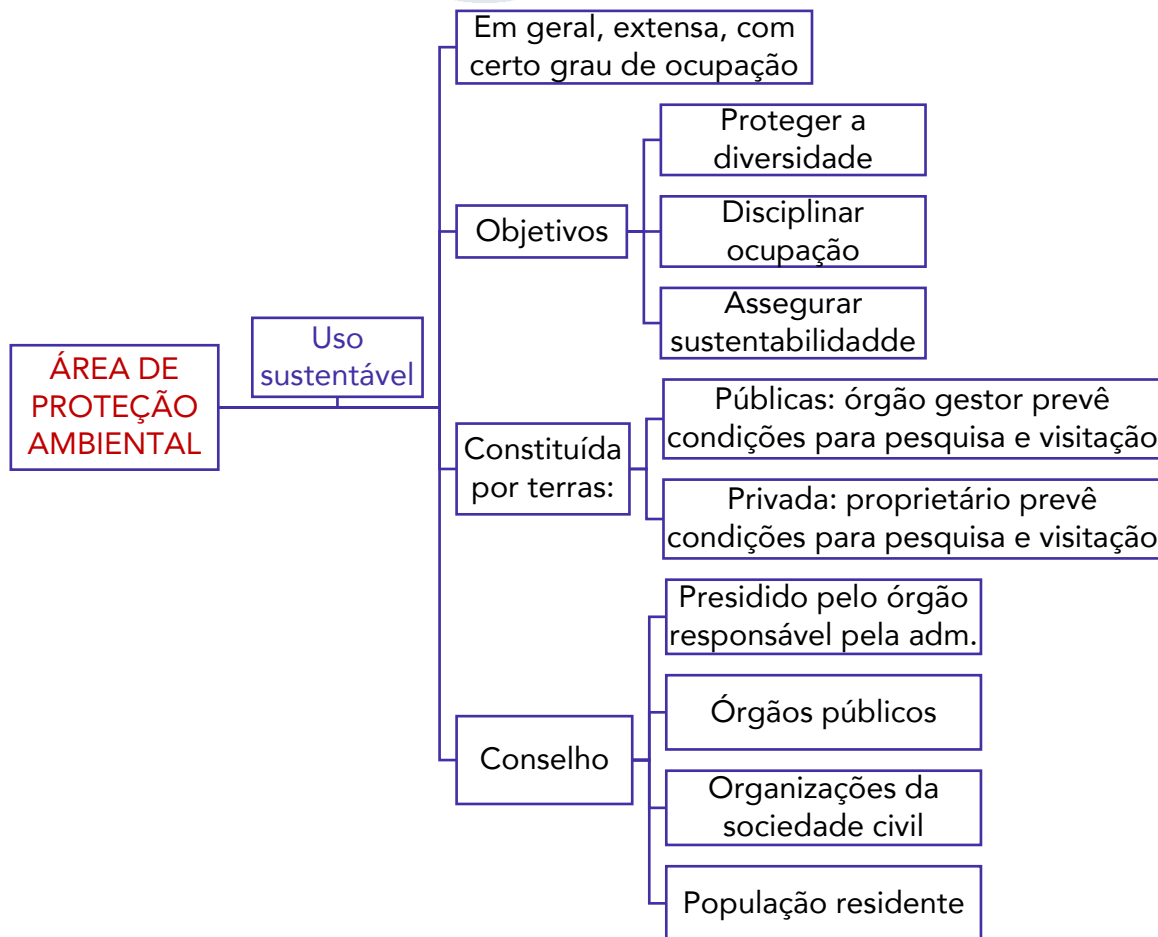 Em geral, extensa, com
certo grau de ocupação
Proteger a
diversidade
Objetivos
Disciplinar
ocupação
Assegurar
sustentabilidadde
Uso
sustentável
ÁREA DE
PROTEÇÃO
AMBIENTAL
Constituída
por terras:
Públicas: órgão gestor prevê
condições para pesquisa e visitação
Privada: proprietário prevê
condições para pesquisa e visitação
Conselho
Presidido pelo órgão
responsável pela adm.
Órgãos públicos
Organizações da
sociedade civil
População residente